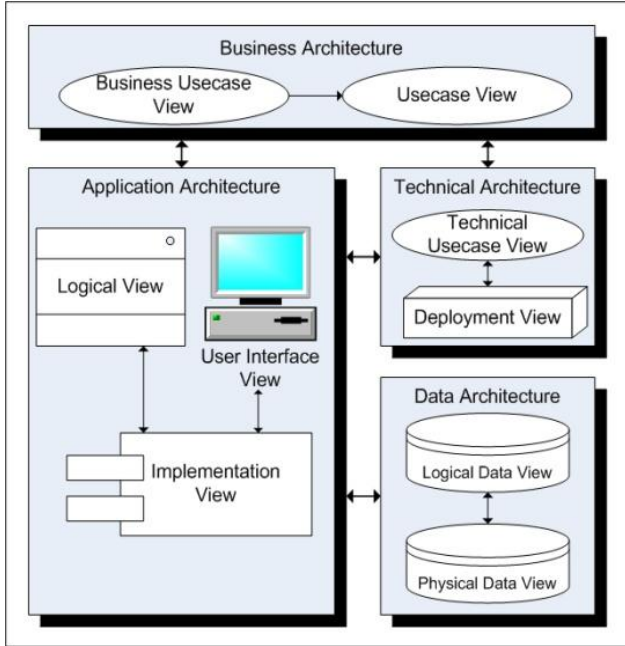 Business Architecture
Business Usecase
View
Usecase View
Application Architecture
Logical View
User Interface
View
Implementation
View
Technical Architecture
Technical
Usecase View
Deployment View
Data Architecture
Logical Data View
Physical Data View